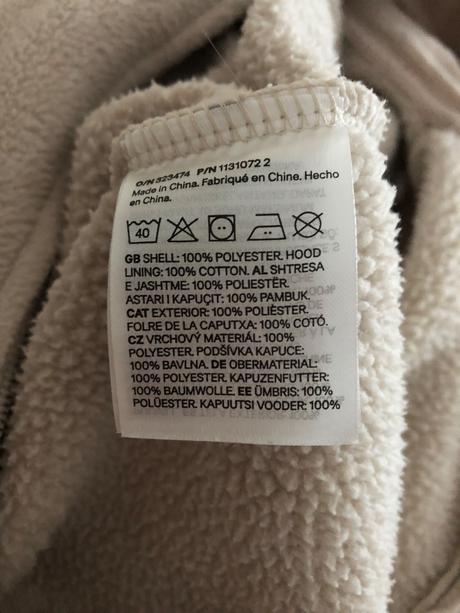 O/N 323474 P/N 1131072 2
Made in China. Fabriqué en Chine. Hecho
en China.
40
GB SHELL: 100% POLYESTER. HOOD
LINING: 100% COTTON. AL SHTRESA
E JASHTME: 100% POLIESTËR.
ASTARI I KAPUÇIT: 100% PAMBUK.
CAT EXTERIOR: 100% POLIÈSTER.
FOLRE DE LA CAPUTXA: 100% COTÓ.
CZ VRCHOVÝ MATERIÁL: 100%
POLYESTER. PODŠÍVKA KAPUCE:
100% BAVLNA. DE OBERMATERIAL:
100% POLYESTER. KAPUZENFUTTER:
100% BAUMWOLLE. EE ÜMBRIS: 100%
POLÜESTER. KAPUUTSI VOODER: 100%